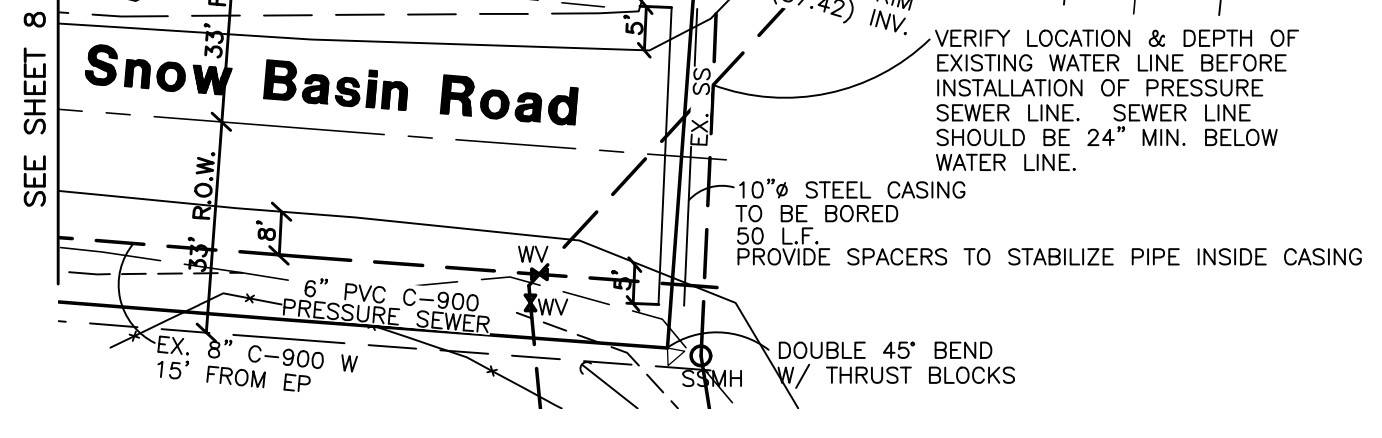 SEE SHEET 8
33'
Snow Basin Road
33' R.O.W.
8'
5'
EX. SS
INV.
VERIFY LOCATION & DEPTH OF
EXISTING WATER LINE BEFORE
INSTALLATION OF PRESSURE
SEWER LINE. SEWER LINE
SHOULD BE 24" MIN. BELOW
WATER LINE.
10"ø STEEL CASING
TO BE BORED
50 L.F.
PROVIDE SPACERS TO STABILIZE PIPE INSIDE CASING
WV
WV
5'
6" PVC C-900
PRESSURE SEWER
EX. 8" C-900 W
15' FROM EP
SSMH
DOUBLE 45° BEND
W/ THRUST BLOCKS